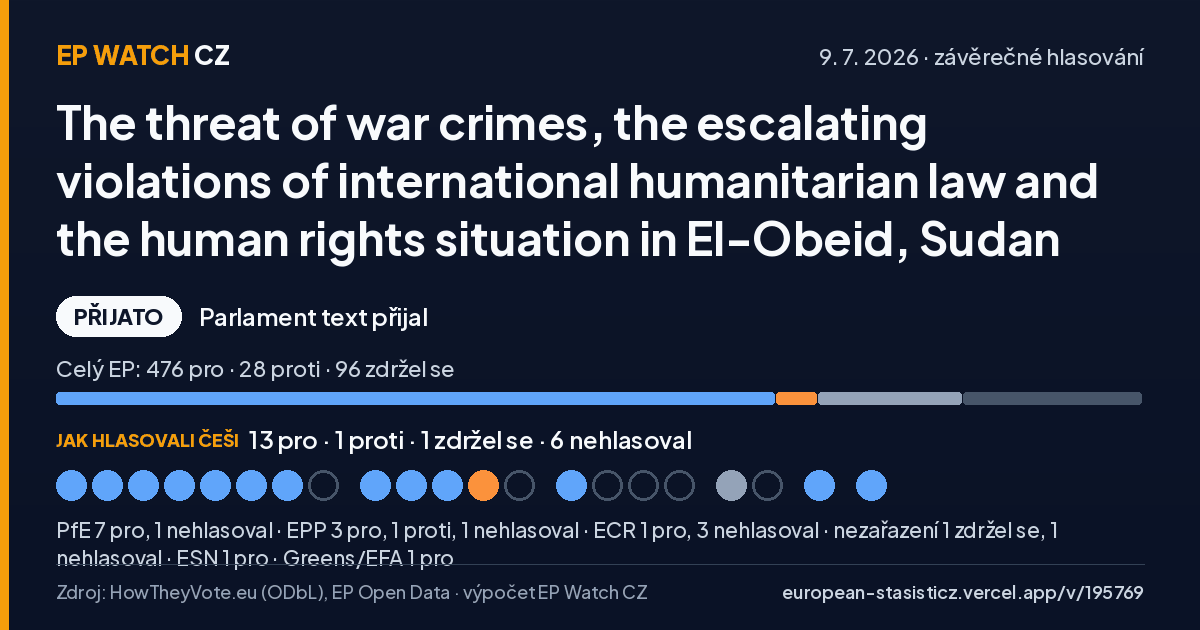 EP WATCH CZ
9. 7. 2026 · závěrečné hlasování
The threat of war crimes, the escalating
violations of international humanitarian law and
the human rights situation in El-Obeid, Sudan
PŘIJATO Parlament text přijal
Celý EP: 476 pro · 28 proti · 96 zdržel se
JAK HLASOVALI ČEŠI 13 pro · 1 proti · 1 zdržel se · 6 nehlasoval
PfE 7 pro, 1 nehlasoval · EPP 3 pro, 1 proti, 1 nehlasoval · ECR 1 pro, 3 nehlasoval · nezařazení 1 zdržel se, 1
nehlasoval · ESN 1 pro · Greens/EFA 1 pro
Zdroj: HowTheyVote.eu (ODbL), EP Open Data · výpočet EP Watch CZ
european-stasisticz.vercel.app/v/195769